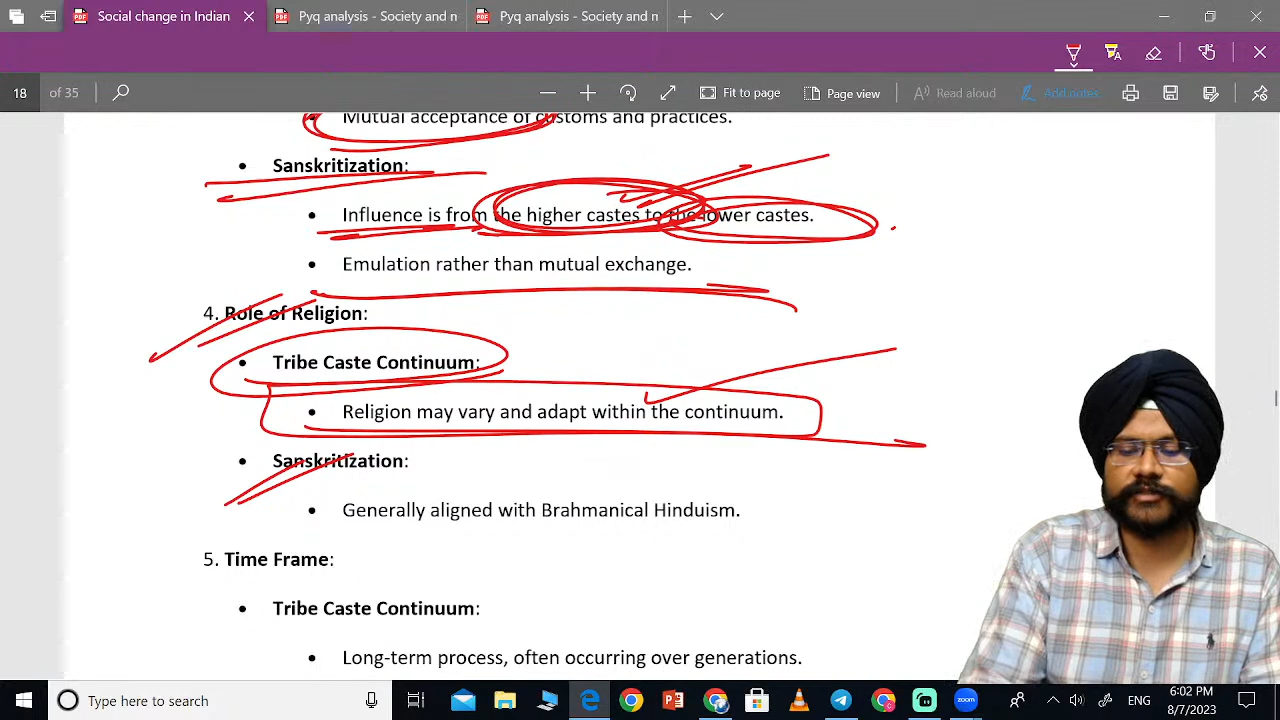 Social change in Indian
Pyq analysis - Society and n
Pyq analysis - Society and n
18 of 35
Fit to page
Page view
Read aloud
Add notes
• Mutual acceptance of customs and practices.
• Sanskritization:
• Influence is from the higher castes to the lower castes.
• Emulation rather than mutual exchange.
4. Role of Religion:
• Tribe Caste Continuum:
• Religion may vary and adapt within the continuum.
• Sanskritization:
• Generally aligned with Brahmanical Hinduism.
5. Time Frame:
• Tribe Caste Continuum:
• Long-term process, often occurring over generations.
Type here to search
zoom
ENG
6:02 PM
8/7/2023